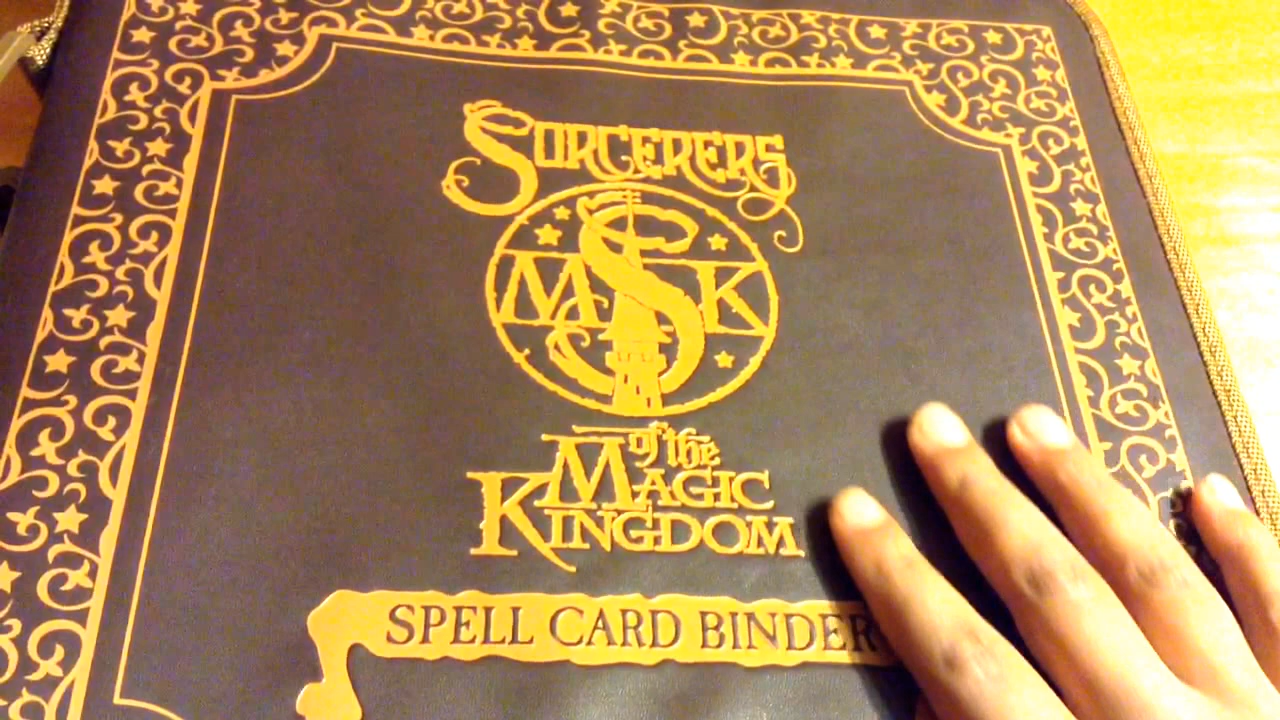 SORCERERS
MSK
of the
MAGIC
KINGDOM
SPELL CARD BINDER